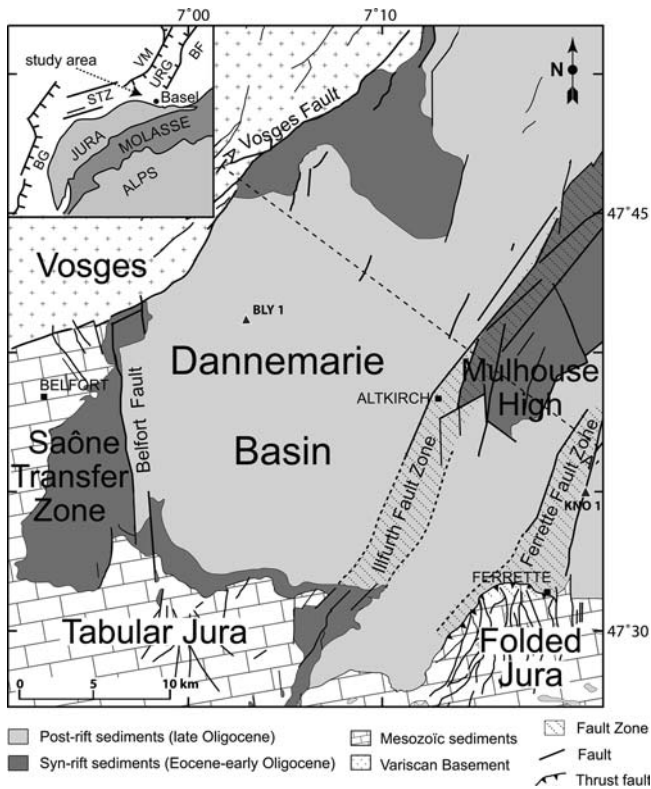 7°00
7°10
study area
VM
URG
BF
STZ
Basel
BG
JURA
MOLASSE
ALPS
N
Vosges Fault
47°45
Vosges
BLY 1
Dannemarie
Basin
BELFORT
Belfort Fault
ALTKIRCH
Mulhouse
High
Saône
Transfer
Zone
Illfurth Fault Zone
Ferrette Fault Zone
KNO 1
FERRETTE
47°30
Tabular Jura
Folded
Jura
0 5 10 km
Post-rift sediments (late Oligocene)
Syn-rift sediments (Eocene-early Oligocene)
Mesozoïc sediments
Variscan Basement
Fault Zone
Fault
Thrust fault